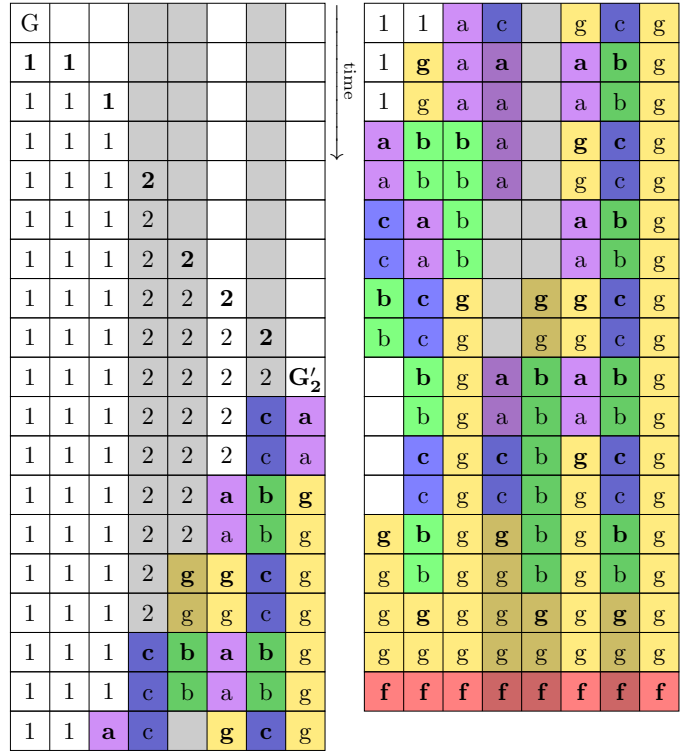 G
1 1
1 1 1
1 1 1
1 1 1 2
1 1 1 2
1 1 1 2 2
1 1 1 2 2 2
1 1 1 2 2 2 2
1 1 1 2 2 2 2 G′₂
1 1 1 2 2 2 c a
1 1 1 2 2 2 c a
1 1 1 2 2 a b g
1 1 1 2 2 a b g
1 1 1 2 g g c g
1 1 1 2 g g c g
1 1 1 c b a b g
1 1 1 c b a b g
1 1 a c g c g
time
1 1 a c g c g
1 g a a a b g
1 g a a a b g
a b b a g c g
a b b a g c g
c a b a b g
c a b a b g
b c g g g c g
b c g g g c g
b g a b a b g
b g a b a b g
c g c b g c g
c g c b g c g
g b g g b g b g
g b g g b g b g
g g g g g g g g
g g g g g g g g
f f f f f f f f